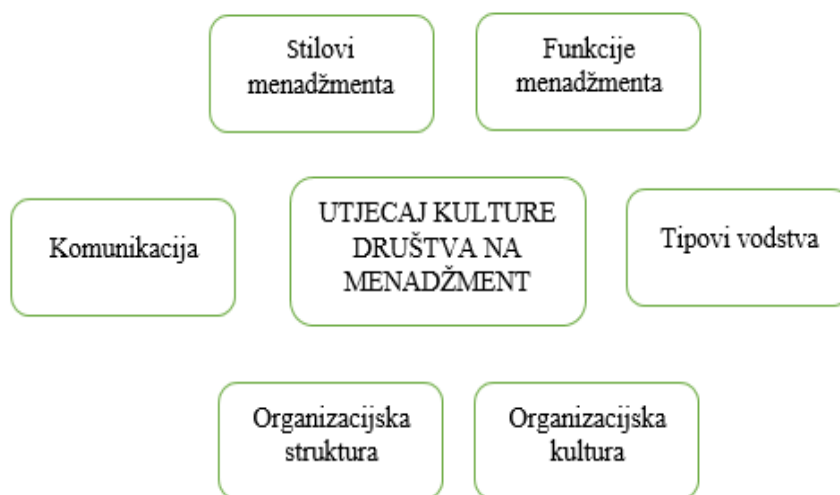 Stilovi
menadžmenta
Funkcije
menadžmenta
Komunikacija
UTJECAJ KULTURE
DRUŠTVA NA
MENADŽMENT
Tipovi vodstva
Organizacijska
struktura
Organizacijska
kultura